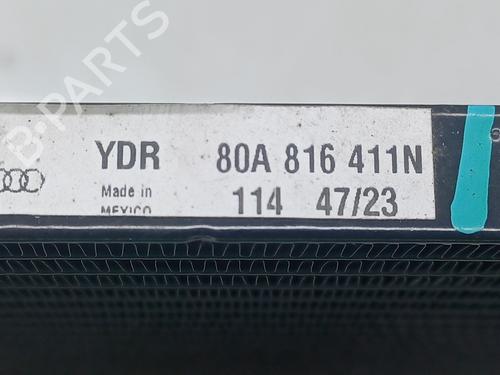 YDR 80A 816 411N
Made in 114 47/23
MEXICO
B-PARTS